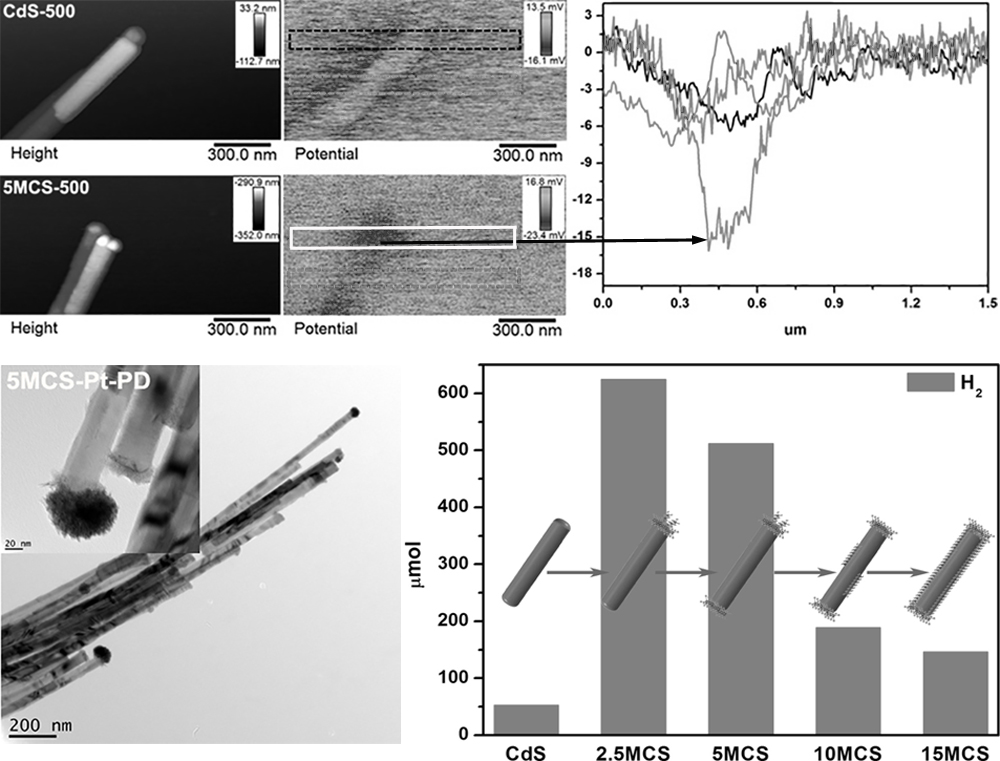 CdS-500
33.2 nm
-112.7 nm
Height
300.0 nm
13.5 mV
-16.1 mV
Potential
300.0 nm
5MCS-500
-290.9 nm
-352.0 nm
Height
300.0 nm
16.8 mV
-23.4 mV
Potential
300.0 nm
3
0
-3
-6
-9
-12
-15
-18
0.0 0.3 0.6 0.9 1.2 1.5
um
5MCS-Pt-PD
20 nm
200 nm
H2
μmol
600
500
400
300
200
100
0
CdS 2.5MCS 5MCS 10MCS 15MCS